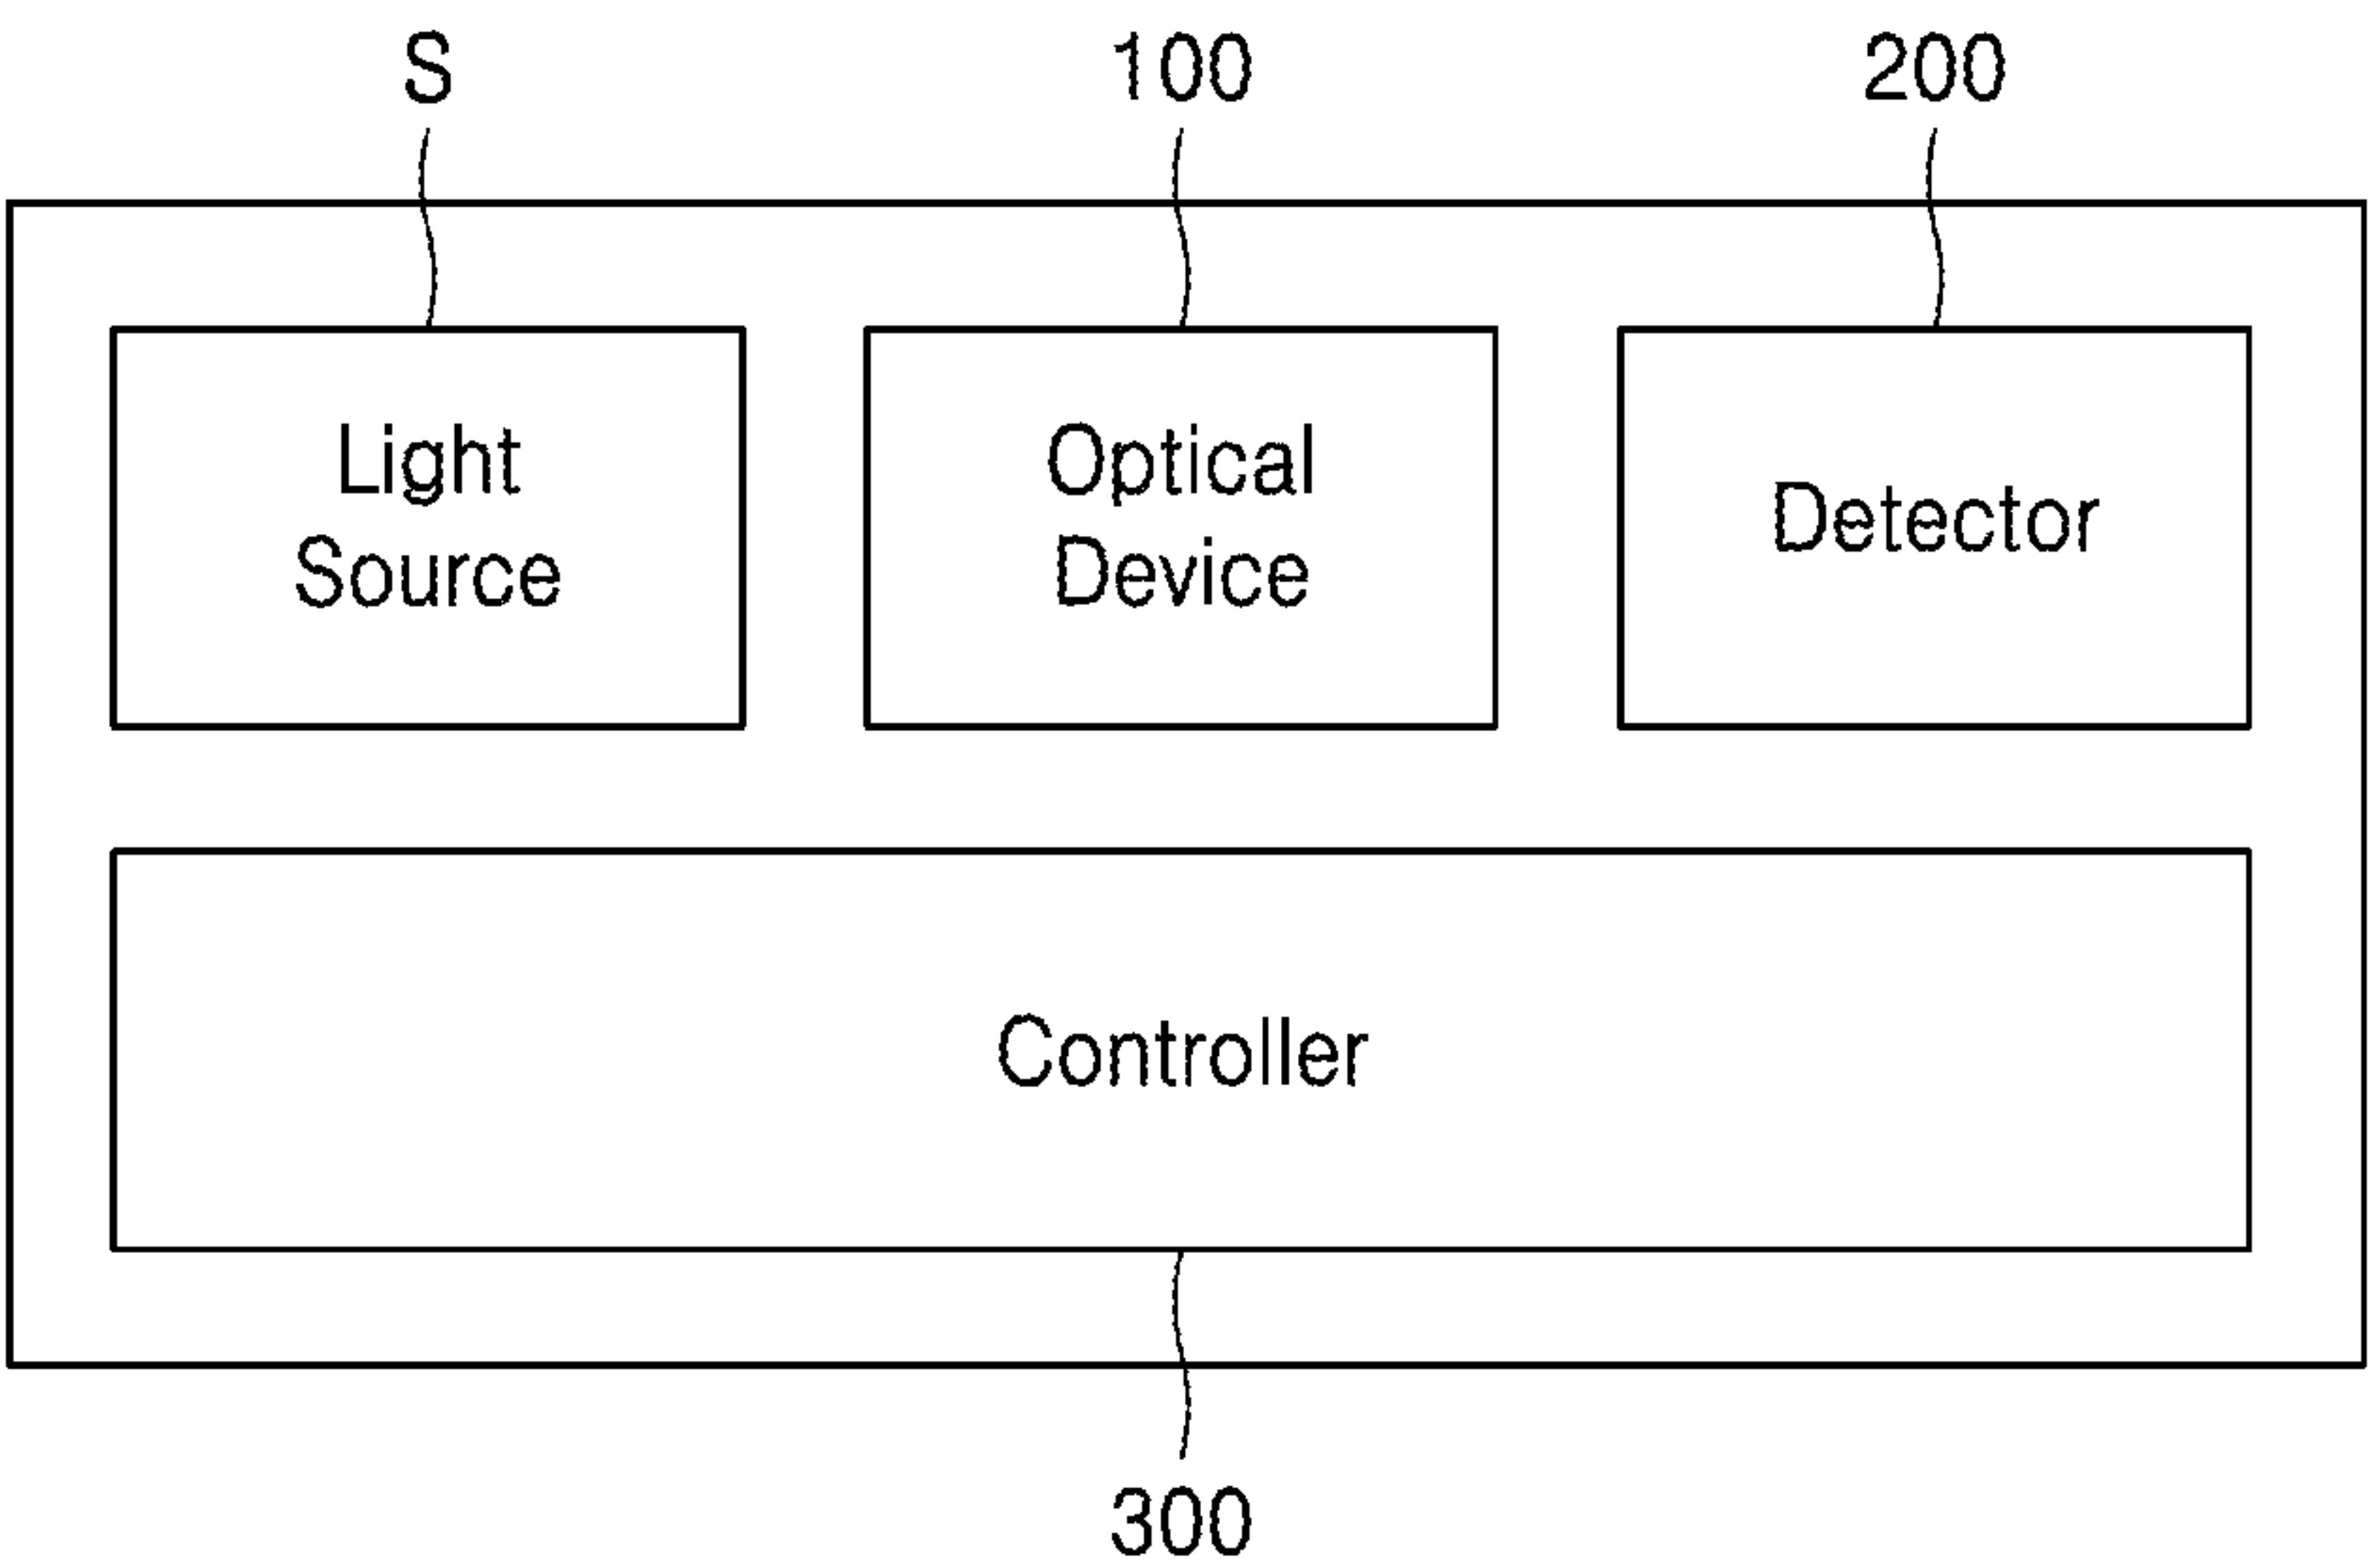 S
100
200
Light
Source
Optical
Device
Detector
Controller
300